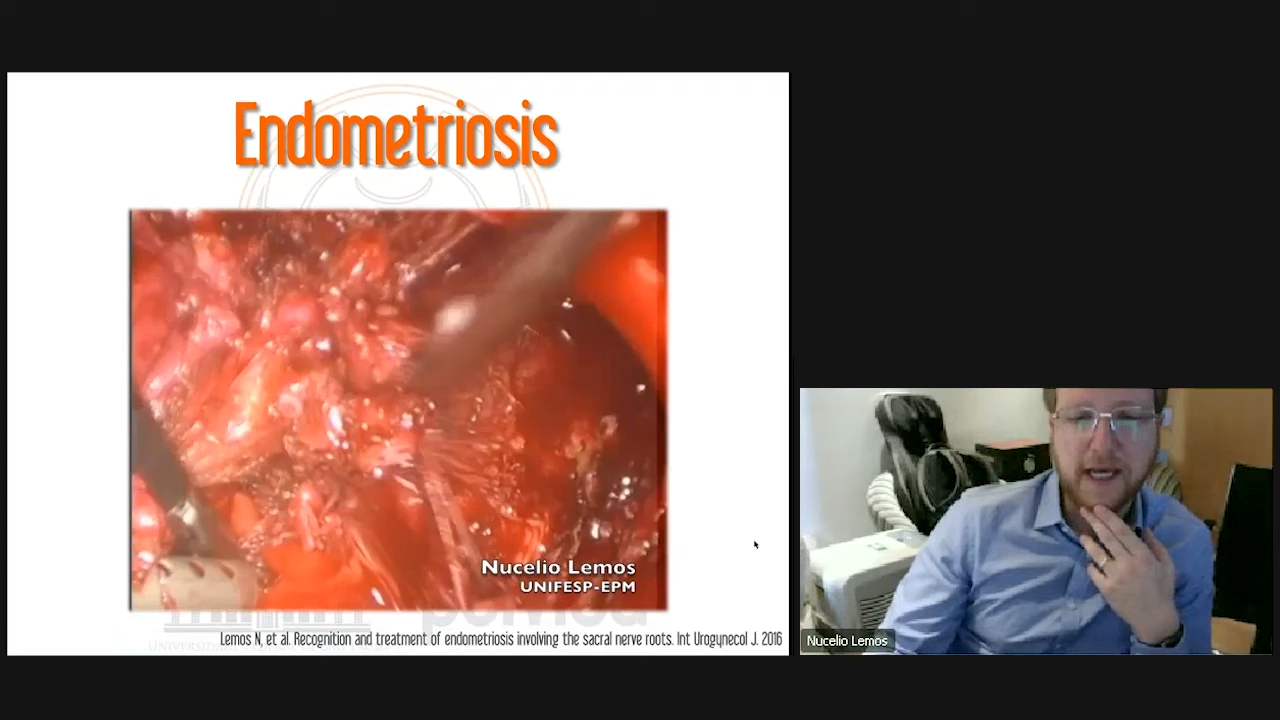 Endometriosis
Nucelio Lemos
UNIFESP-EPM
Lemos N, et al. Recognition and treatment of endometriosis involving the sacral nerve roots. Int Urogynecol J. 2016
Nucelio Lemos